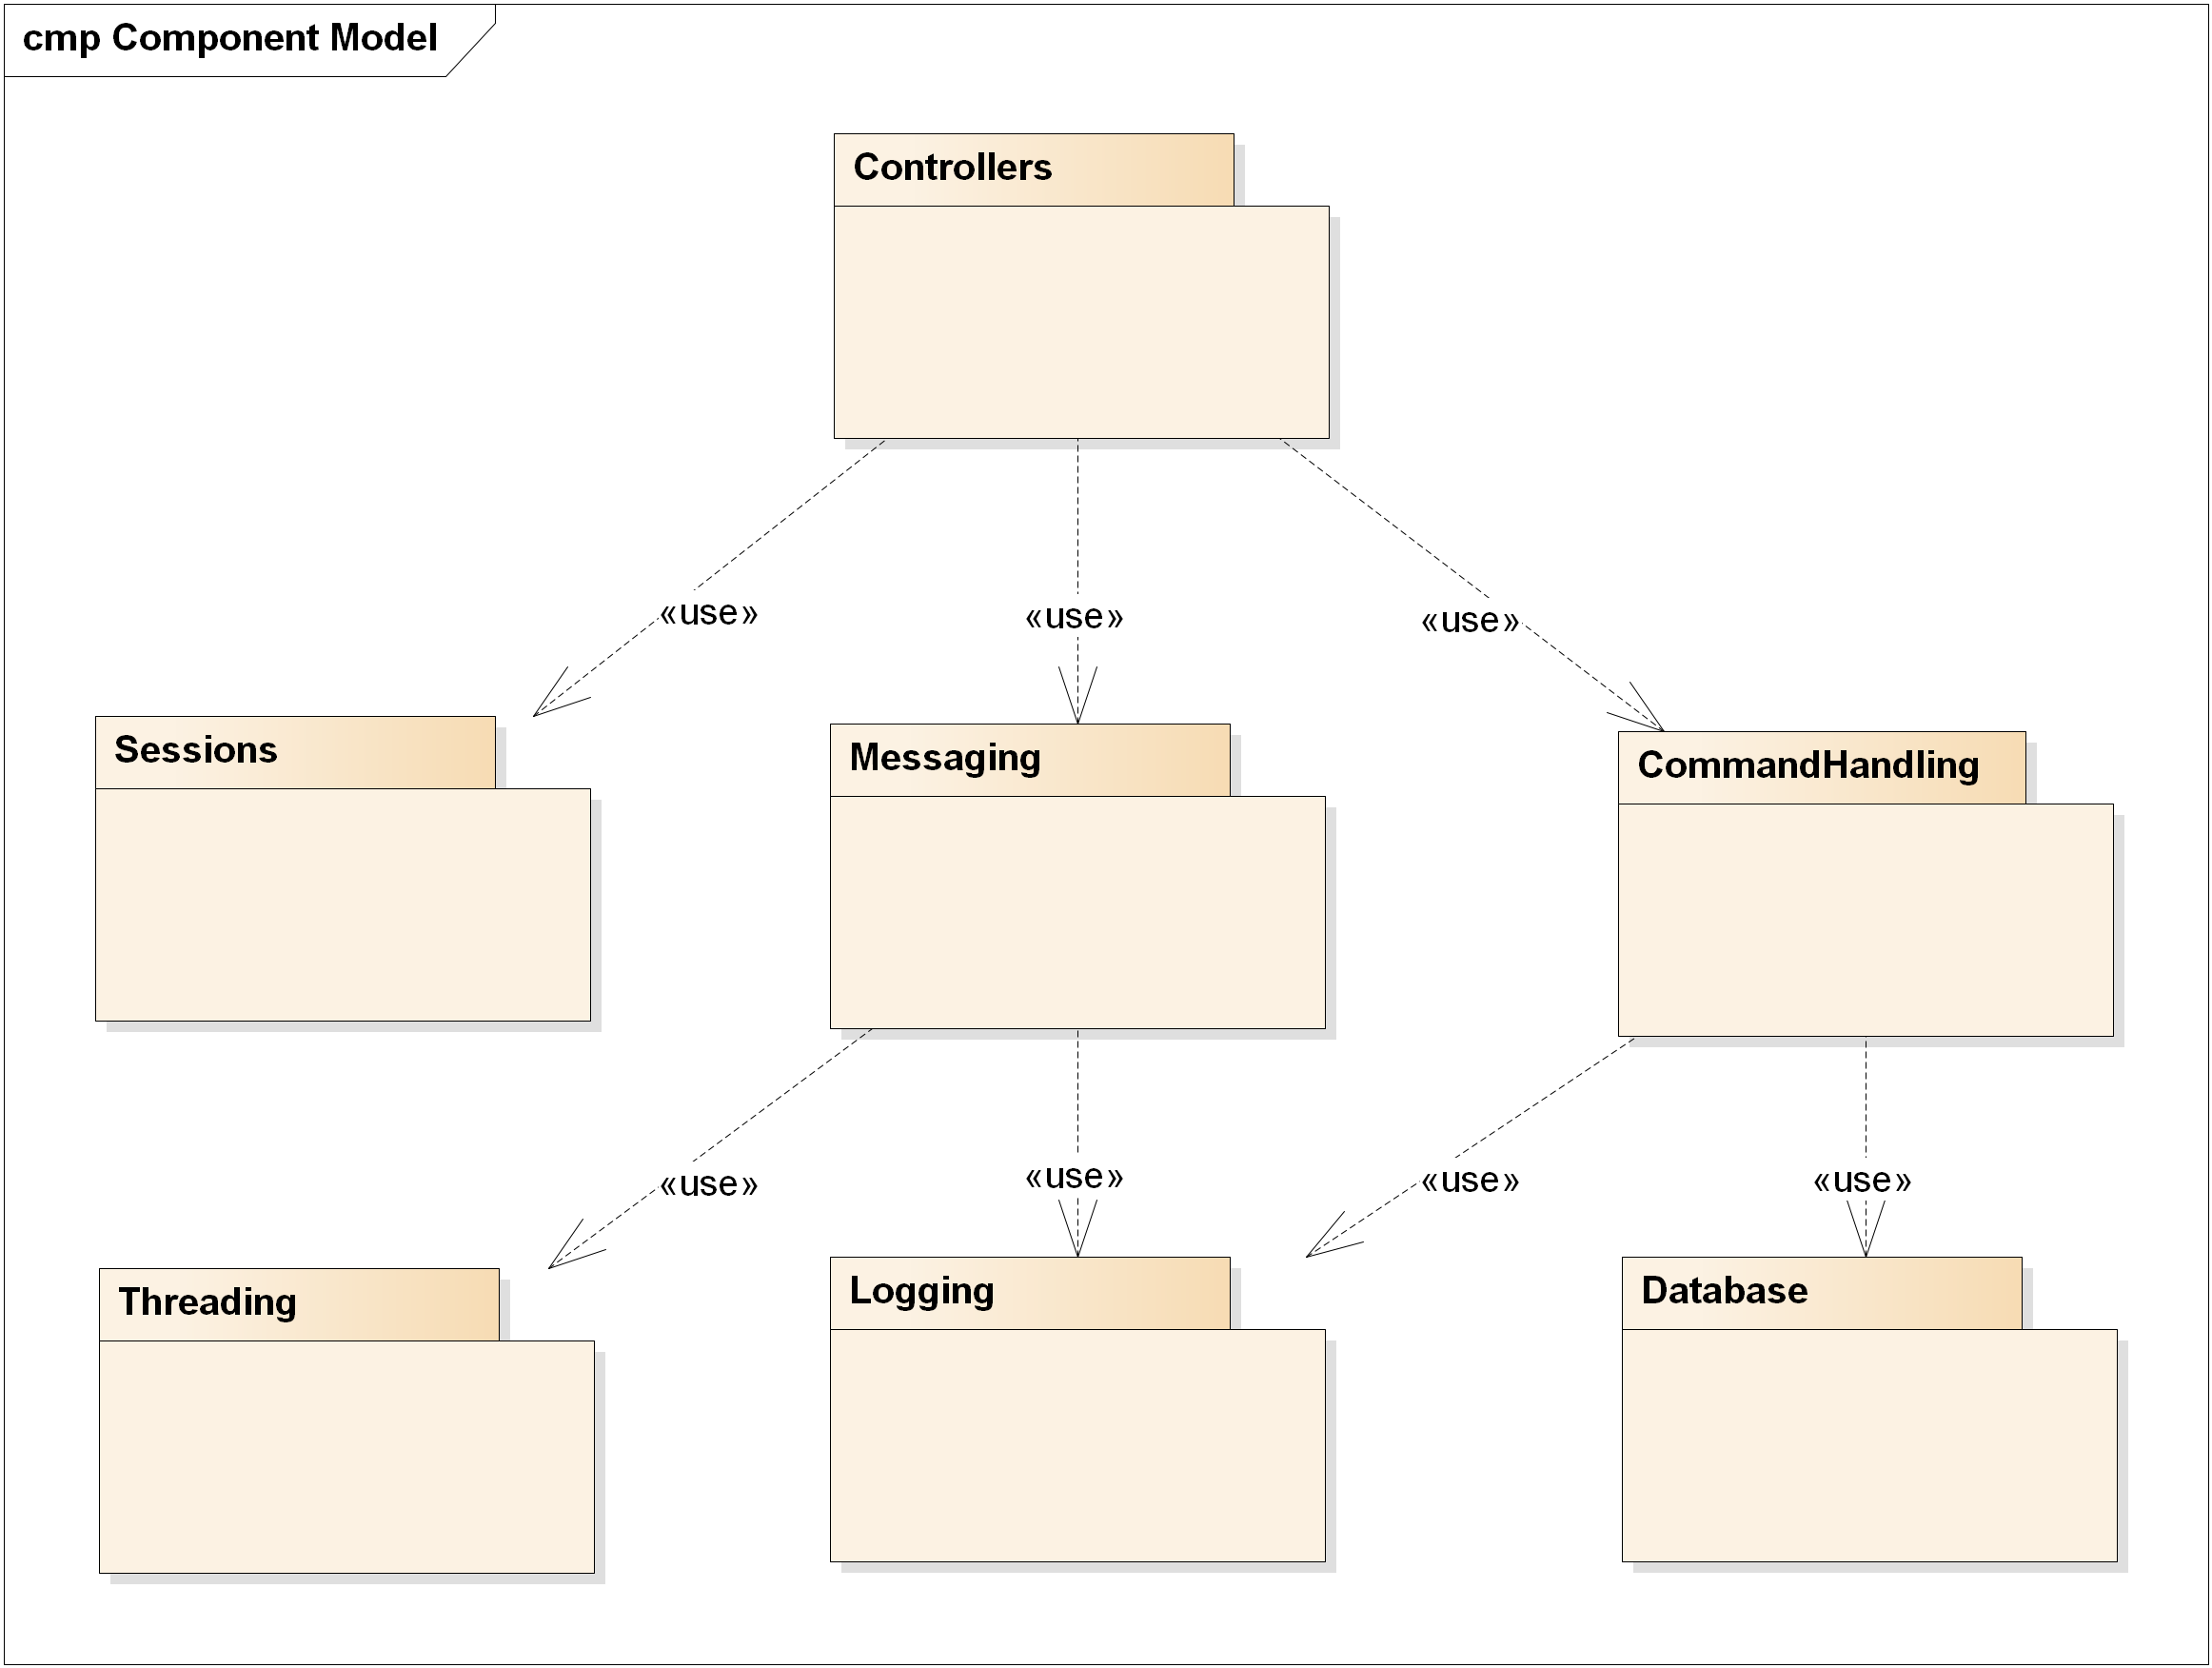 cmp Component Model
Controllers
«use»
«use»
«use»
Sessions
Messaging
CommandHandling
«use»
«use»
«use»
«use»
Threading
Logging
Database